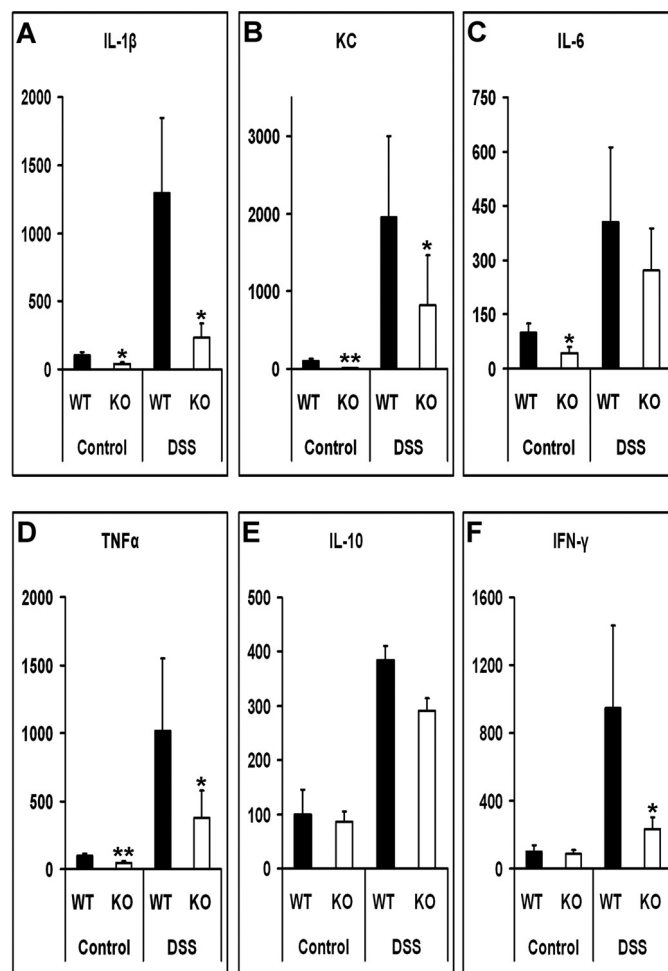 A
IL-1β
2000
1500
1000
500
0
*
*
WT KO WT KO
Control DSS
B
KC
3000
2000
1000
0
**
*
WT KO WT KO
Control DSS
C
IL-6
750
600
450
300
150
0
*
WT KO WT KO
Control DSS
D
TNFα
2000
1500
1000
500
0
**
*
WT KO WT KO
Control DSS
E
IL-10
500
400
300
200
100
0
WT KO WT KO
Control DSS
F
IFN-γ
1600
1200
800
400
0
*
WT KO WT KO
Control DSS